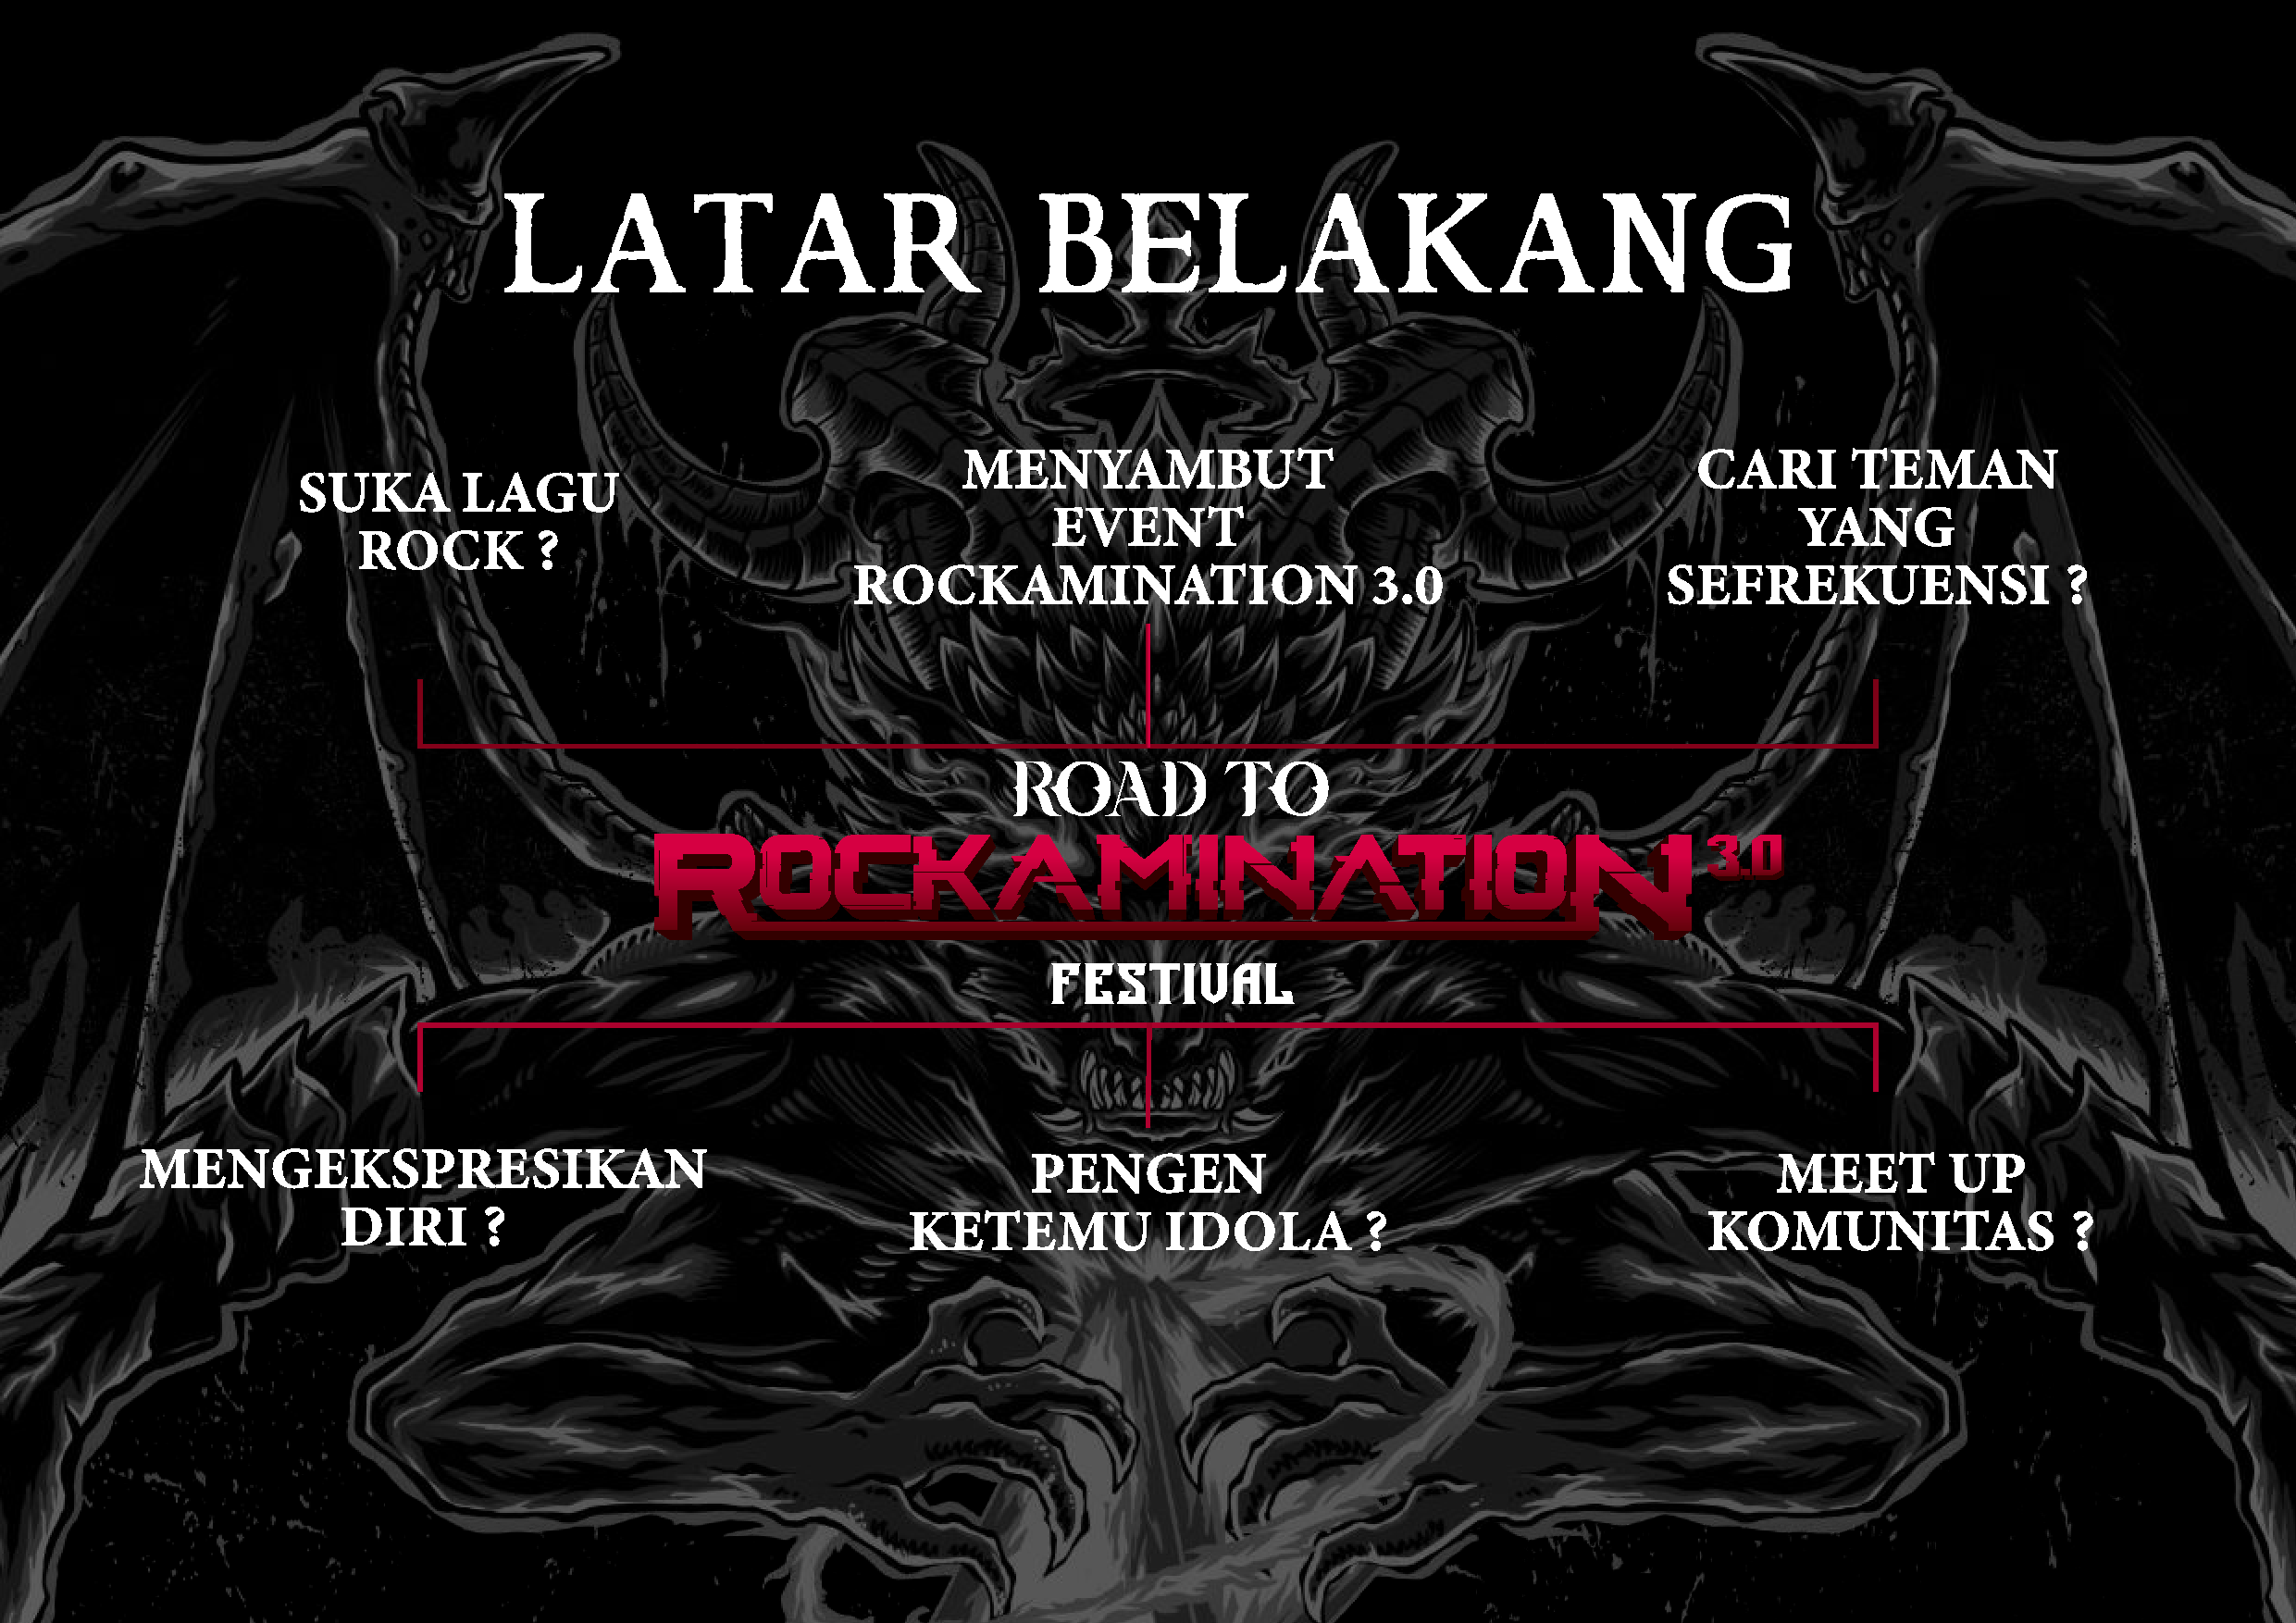 LATAR BELAKANG
SUKA LAGU
ROCK ?
MENYAMBUT
EVENT
ROCKAMINATION 3.0
CARI TEMAN
YANG
SEFREKUENSI ?
ROAD TO
ROCKAMINATION 3.0
FESTIVAL
MENGEKSPRESIKAN
DIRI ?
PENGEN
KETEMU IDOLA ?
MEET UP
KOMUNITAS ?